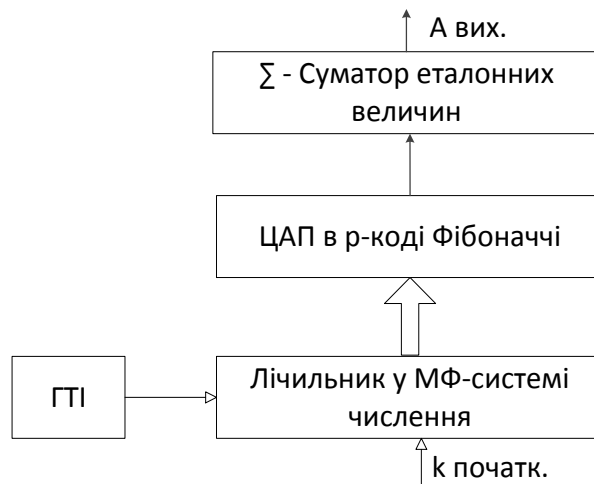 А вих.
∑ - Суматор еталонних
величин
ЦАП в р-коді Фібоначчі
ГТІ
Лічильник у МФ-системі
числення
k початк.